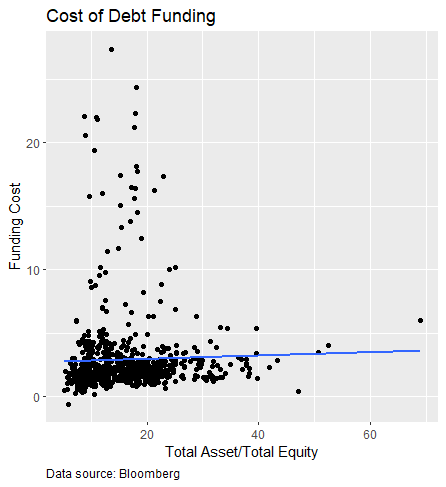 Cost of Debt Funding
Funding Cost
20
10
0
20
40
60
Total Asset/Total Equity
Data source: Bloomberg